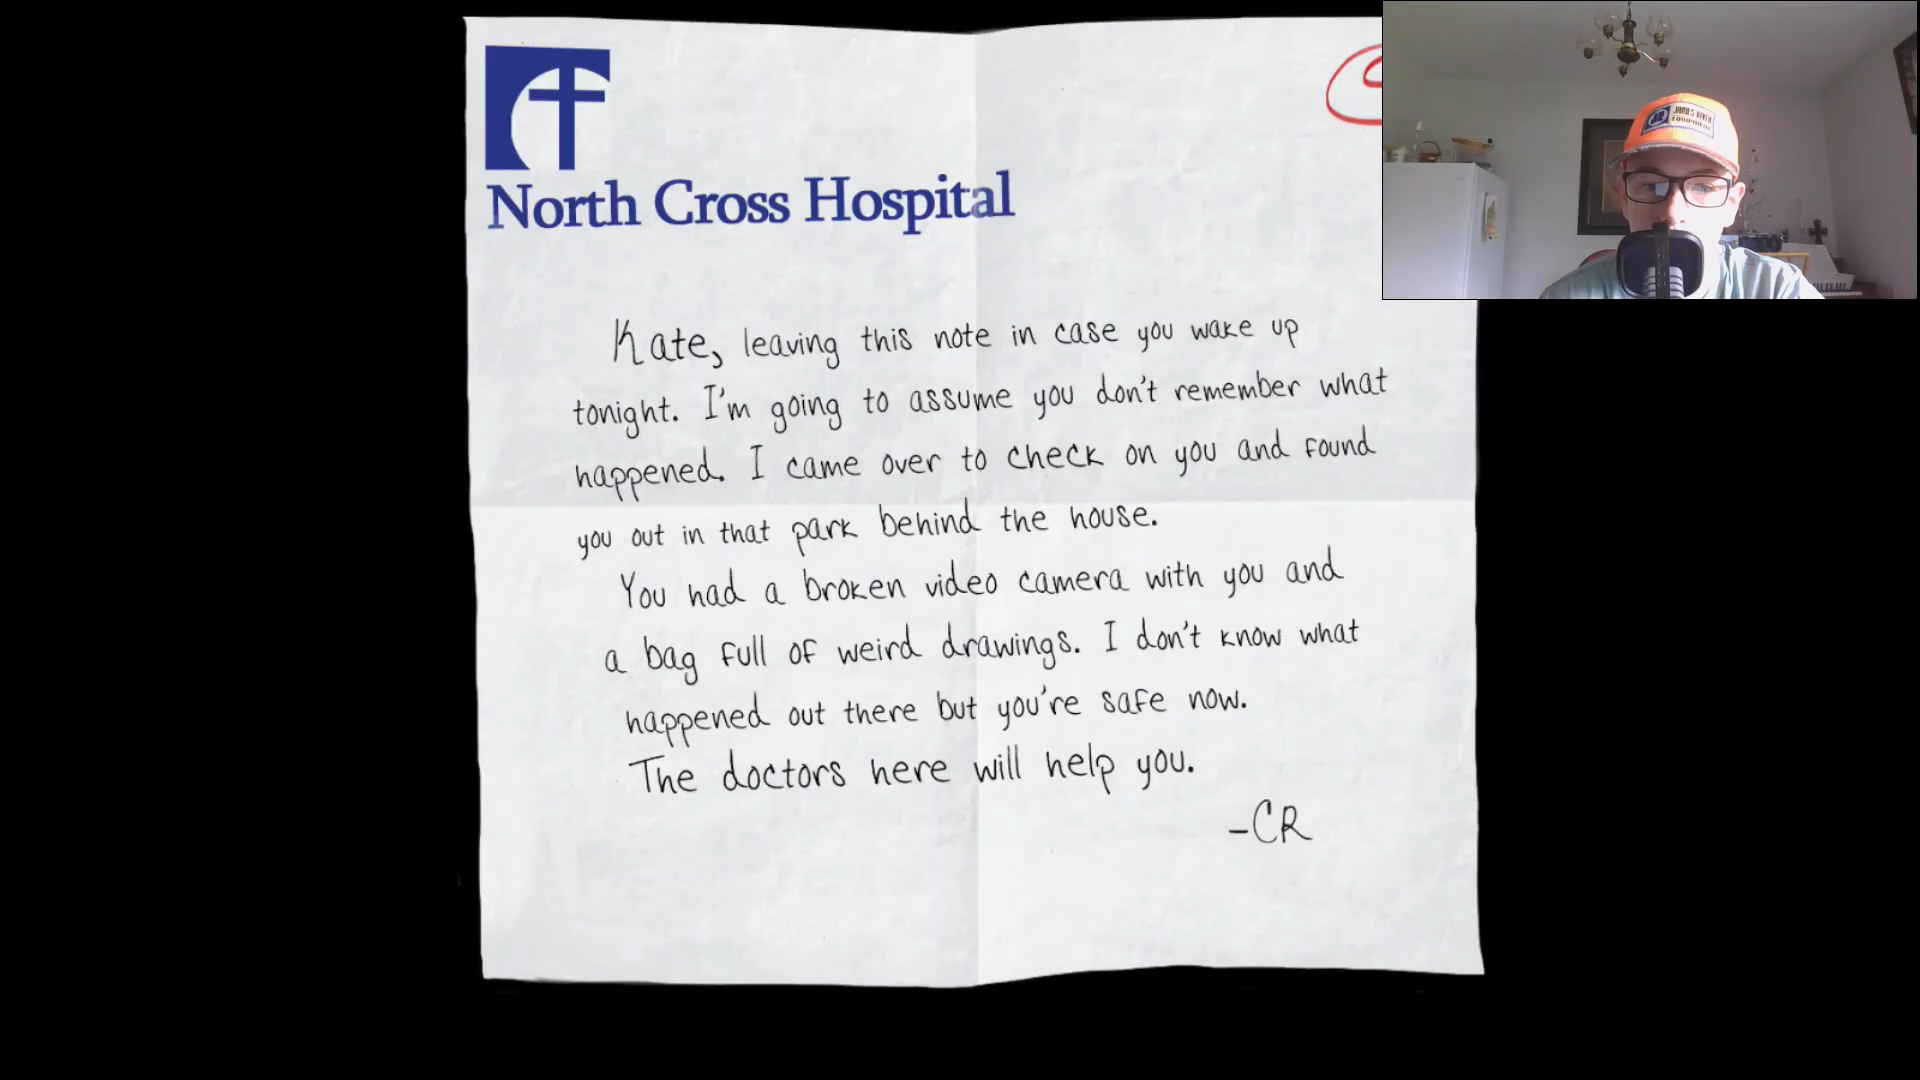 North Cross Hospital
Kate, leaving this note in case you wake up
tonight. I'm going to assume you don't remember what
happened. I came over to check on you and found
you out in that park behind the house.
You had a broken video camera with you and
a bag full of weird drawings. I don't know what
happened out there but you're safe now.
The doctors here will help you.
-CR
JAMES RIVER
EQUIPMENT